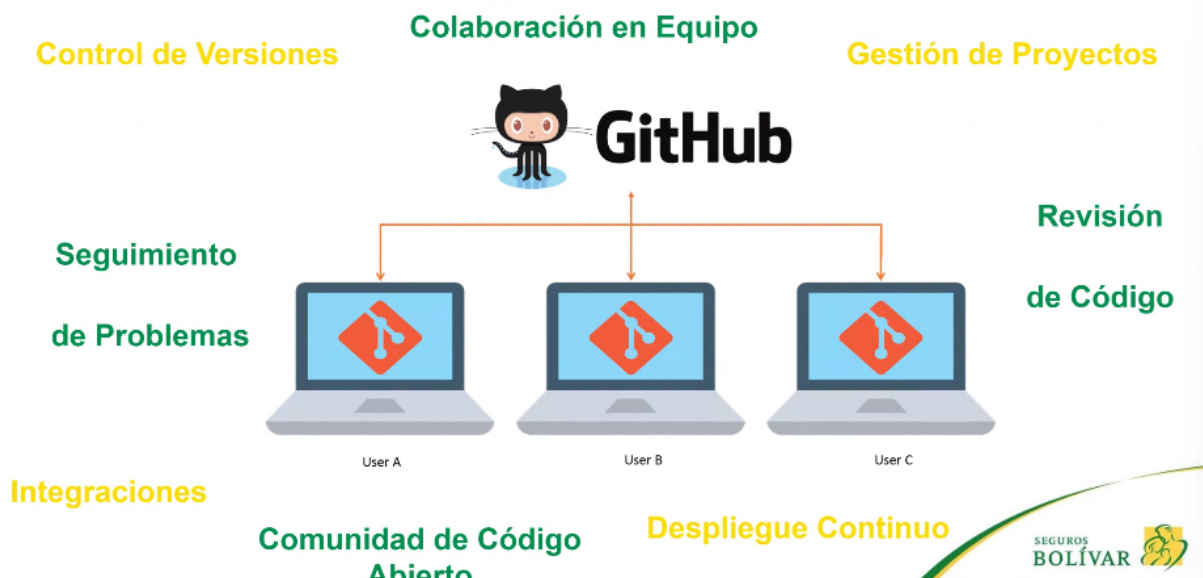 Colaboración en Equipo
Control de Versiones
Gestión de Proyectos
GitHub
Revisión
de Código
Seguimiento
de Problemas
User A
User B
User C
Integraciones
Despliegue Continuo
Comunidad de Código
Abierto
SEGUROS
BOLÍVAR